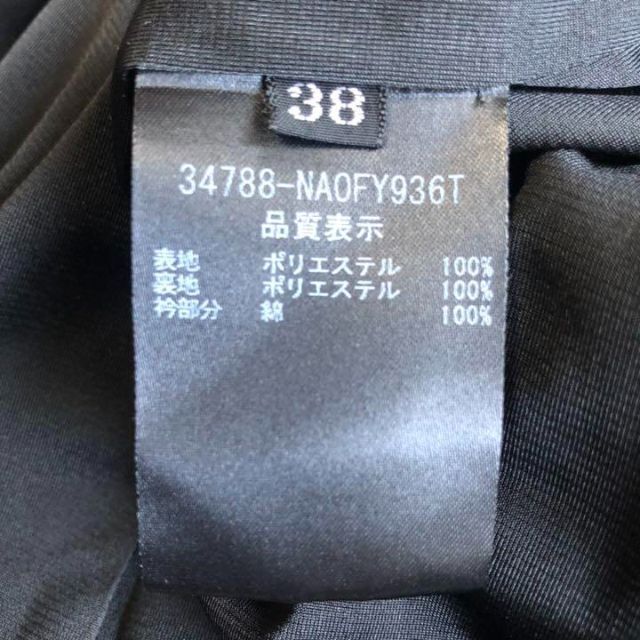 38
34788-NAOFY936T
品質表示
表地 ポリエステル 100%
裏地 ポリエステル 100%
衿部分 綿 100%